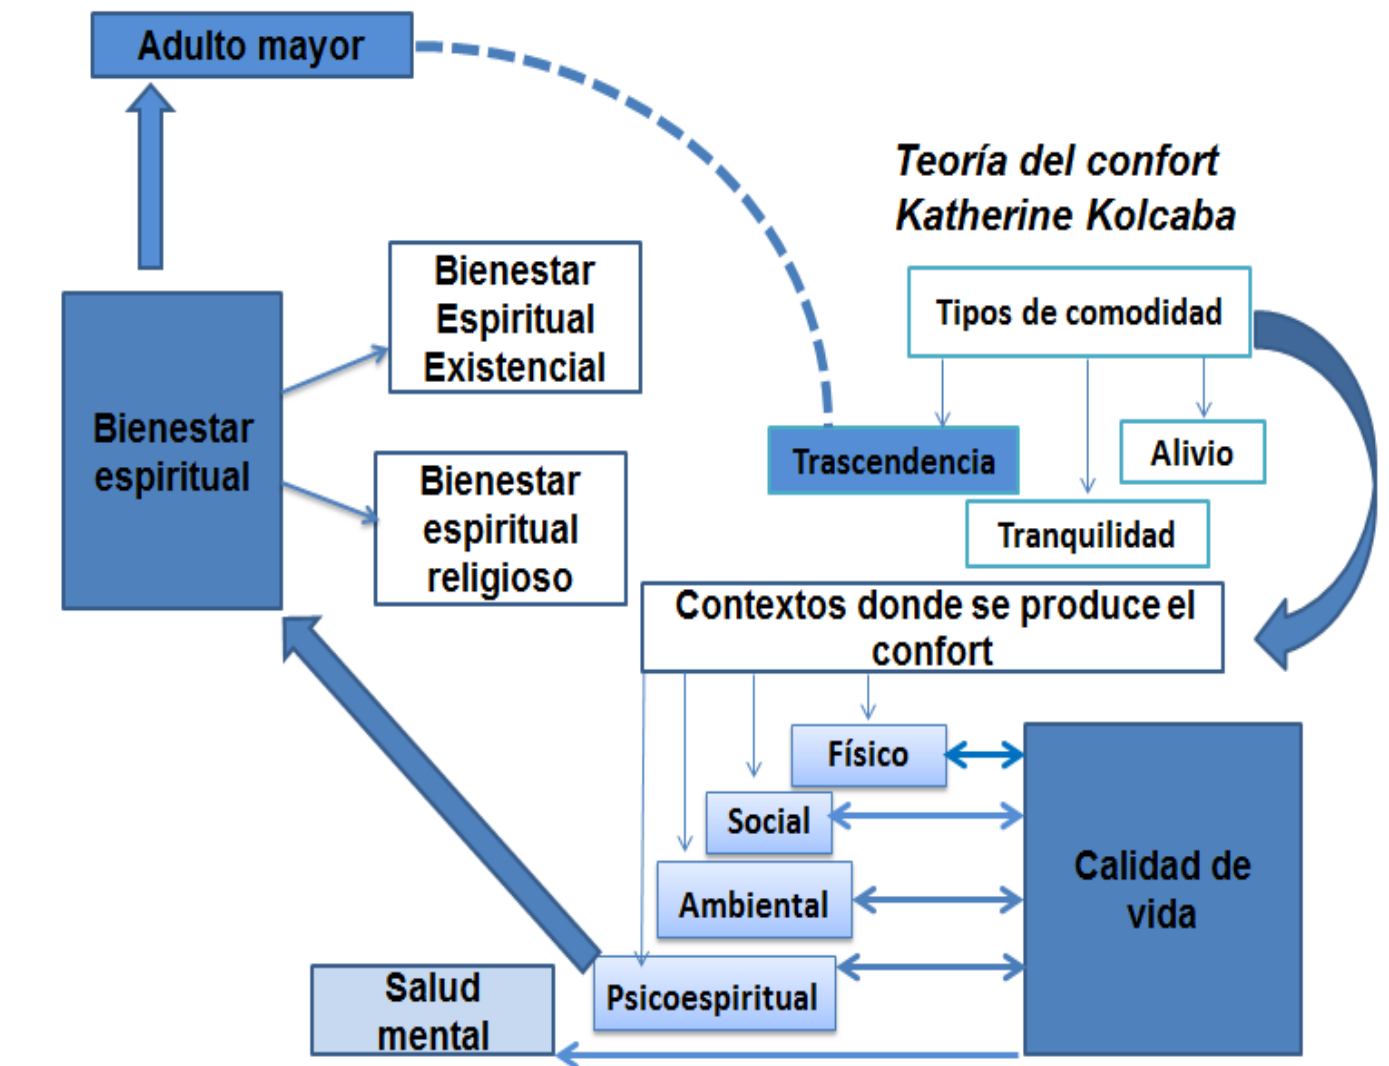 Adulto mayor
Teoría del confort
Katherine Kolcaba
Bienestar
Espiritual
Existencial
Tipos de comodidad
Bienestar
espiritual
Trascendencia
Alivio
Tranquilidad
Bienestar
espiritual
religioso
Contextos donde se produce el
confort
Físico
Social
Ambiental
Psicoespiritual
Calidad de
vida
Salud
mental